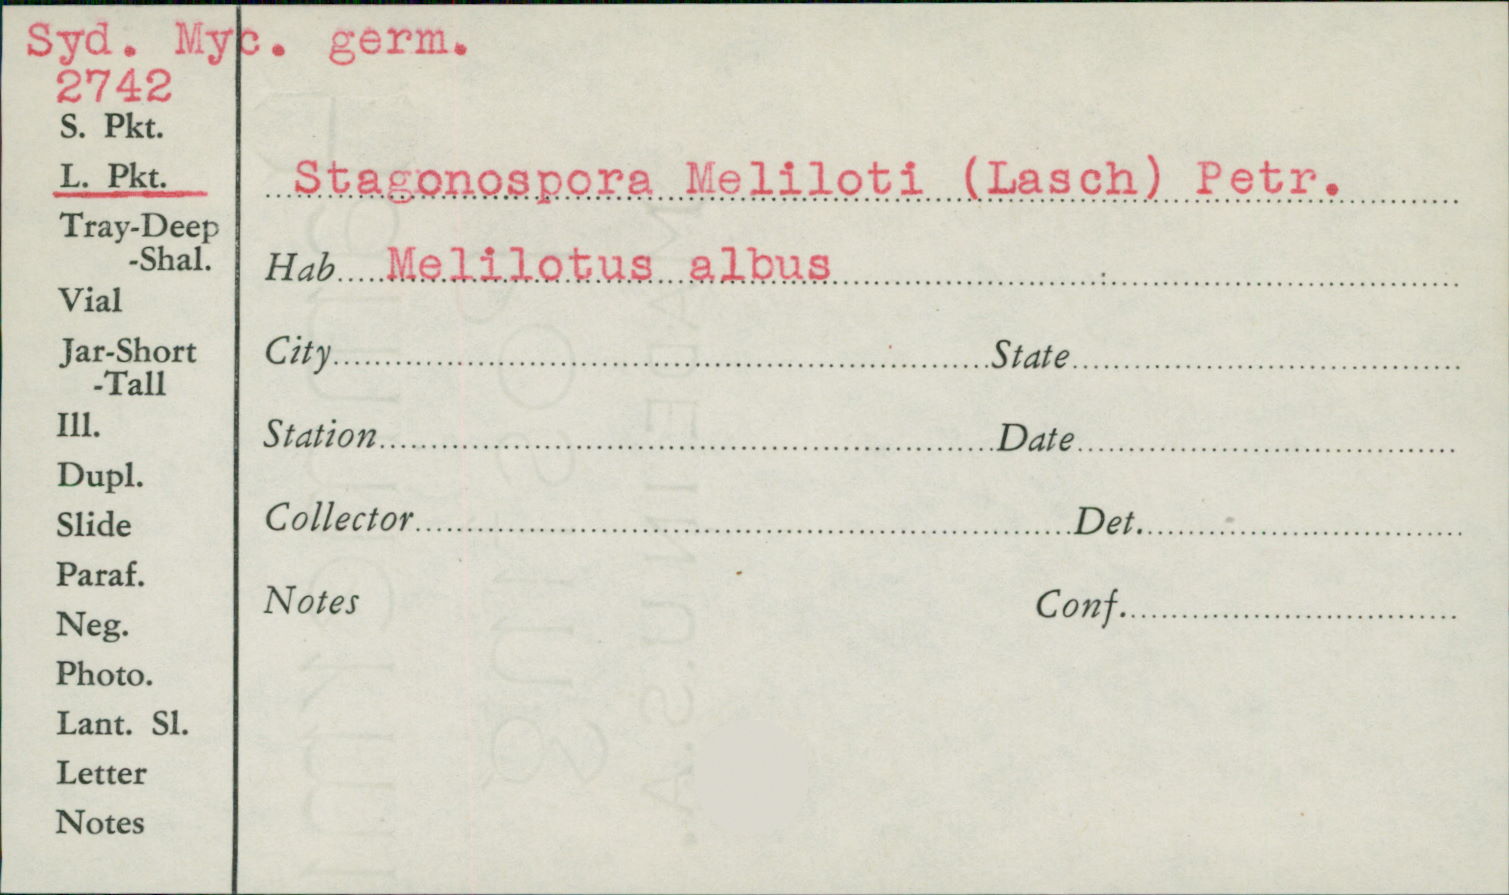 Syd. Myc. germ.
2742
S. Pkt.
L. Pkt.
Tray-Deep
-Shal.
Vial
Jar-Short
-Tall
Ill.
Dupl.
Slide
Paraf.
Neg.
Photo.
Lant. Sl.
Letter
Notes
Stagonospora Meliloti (Lasch) Petr.
Hab. Melilotus albus
City State
Station Date
Collector Det.
Notes Conf.
MADE IN U.S.A.